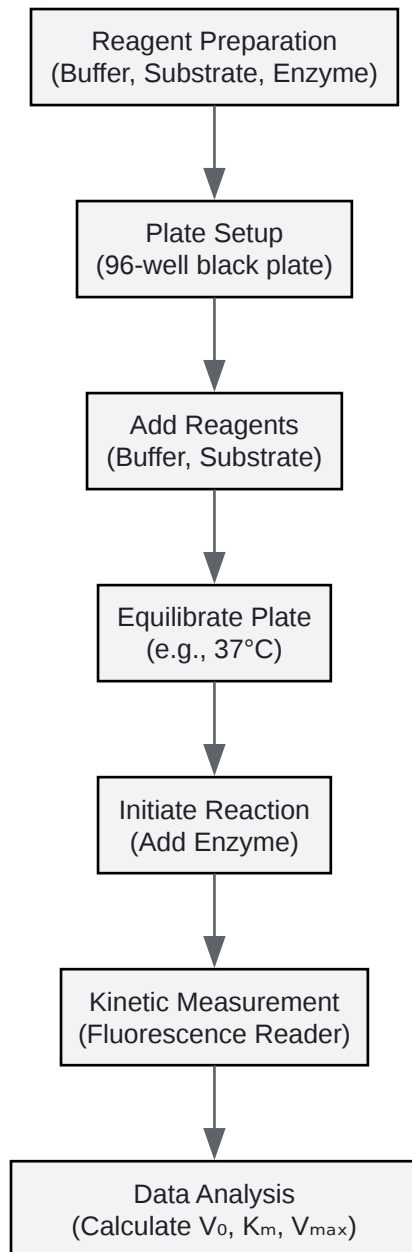 Reagent Preparation
(Buffer, Substrate, Enzyme)
Plate Setup
(96-well black plate)
Add Reagents
(Buffer, Substrate)
Equilibrate Plate
(e.g., 37°C)
Initiate Reaction
(Add Enzyme)
Kinetic Measurement
(Fluorescence Reader)
Data Analysis
(Calculate V₀, Kₘ, Vₘₐₓ)